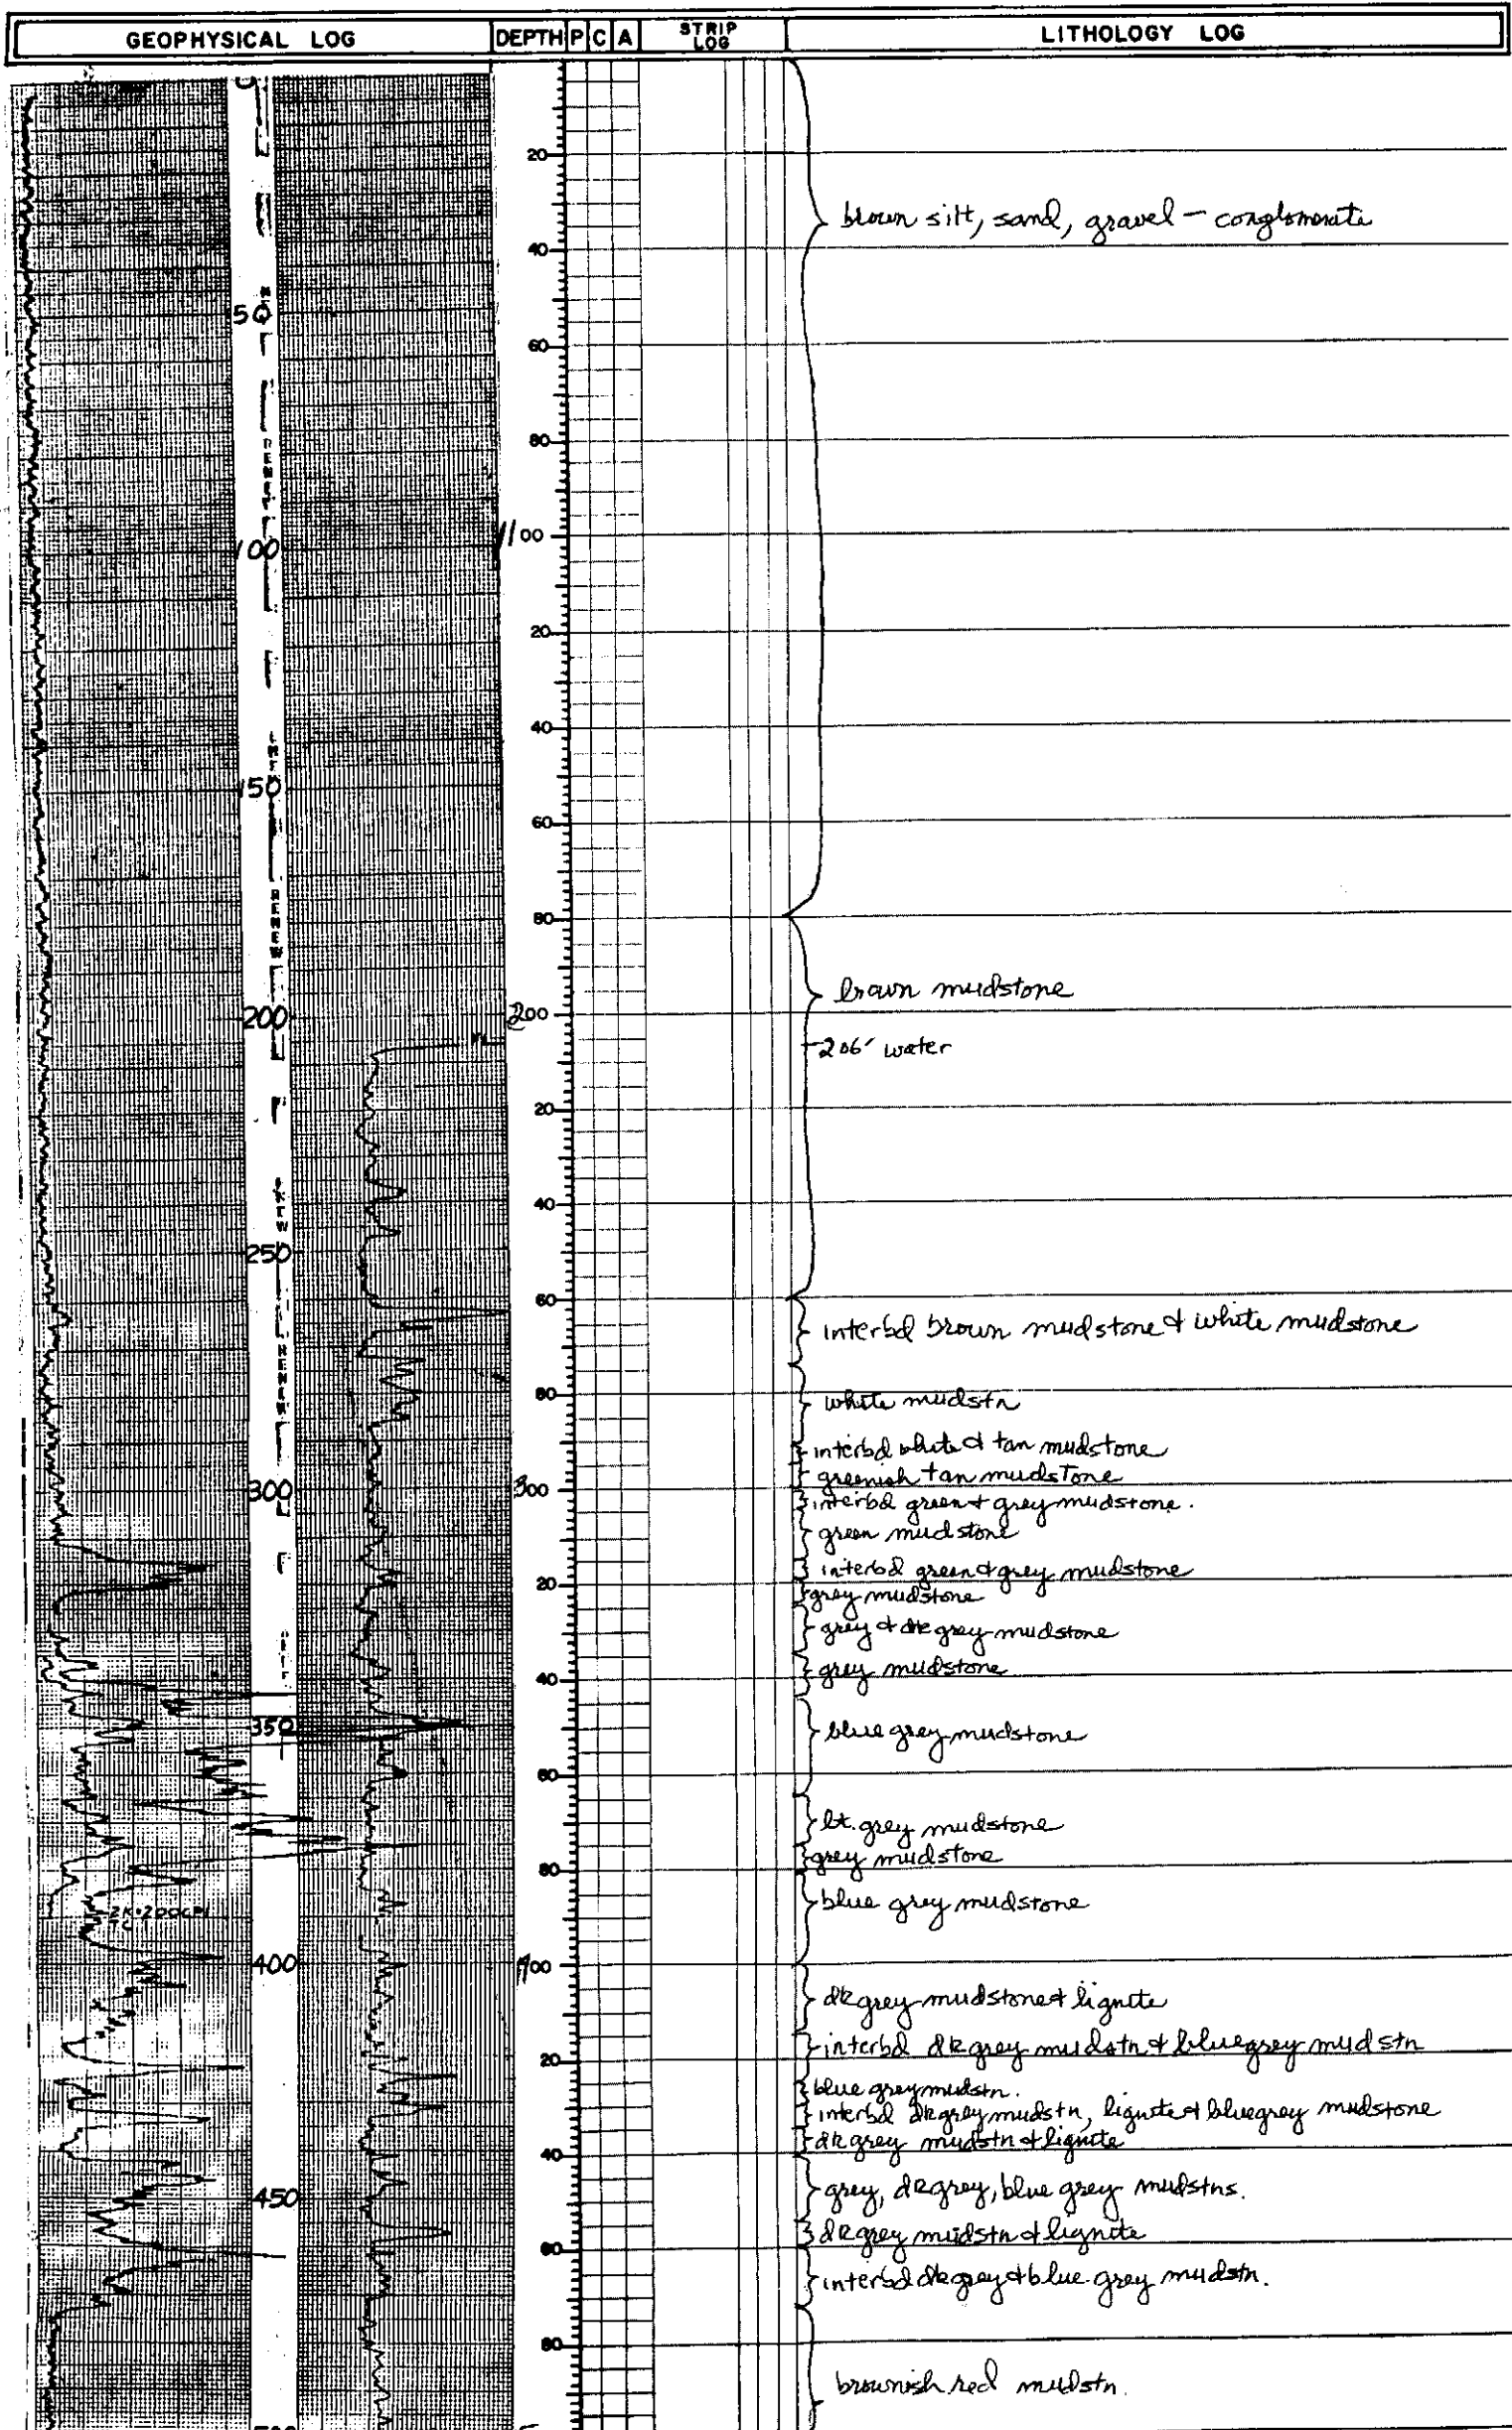 GEOPHYSICAL LOG DEPTH P C A STRIP LOG LITHOLOGY LOG
20
brown silt, sand, gravel — conglomerate
40
50
60
80
100 100
20
40
150
60
RENEW
80
brown mudstone
200 200
206' water
20
40
250
60
interbd brown mudstone & white mudstone
80
white mudstn
interbd white & tan mudstone
greenish tan mudstone
300 300
interbd green & grey mudstone.
green mudstone
interbd green & grey mudstone
20
grey mudstone
grey & dk grey mudstone
40
grey mudstone
350
blue grey mudstone
60
lt. grey mudstone
grey mudstone
80
blue grey mudstone
400 400
dk grey mudstone & lignite
interbd dk grey mudstn & bluegrey mudstn
20
blue grey mudstn.
interbd dk grey mudstn, lignite & bluegrey mudstone
dk grey mudstn & lignite
40
grey, dk grey, blue grey mudstns.
450
dk grey mudstn & lignite
60
interbd dk grey & blue grey mudstn.
80
brownish red mudstn.